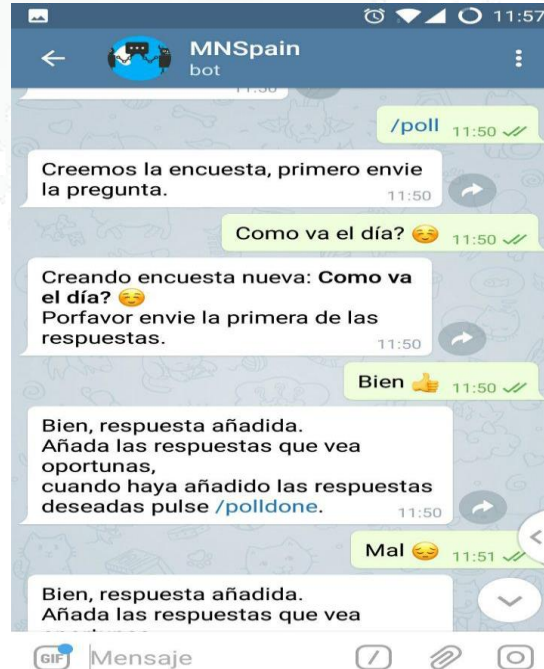 11:57
MNSpain
bot
11:50
/poll 11:50
Creemos la encuesta, primero envie
la pregunta.
11:50
Como va el día? ☺️ 11:50
Creando encuesta nueva: Como va
el día? ☺️
Porfavor envie la primera de las
respuestas.
11:50
Bien 👍 11:50
Bien, respuesta añadida.
Añada las respuestas que vea
oportunas,
cuando haya añadido las respuestas
deseadas pulse /polldone.
11:50
Mal 😔 11:51
Bien, respuesta añadida.
Añada las respuestas que vea
GIF Mensaje